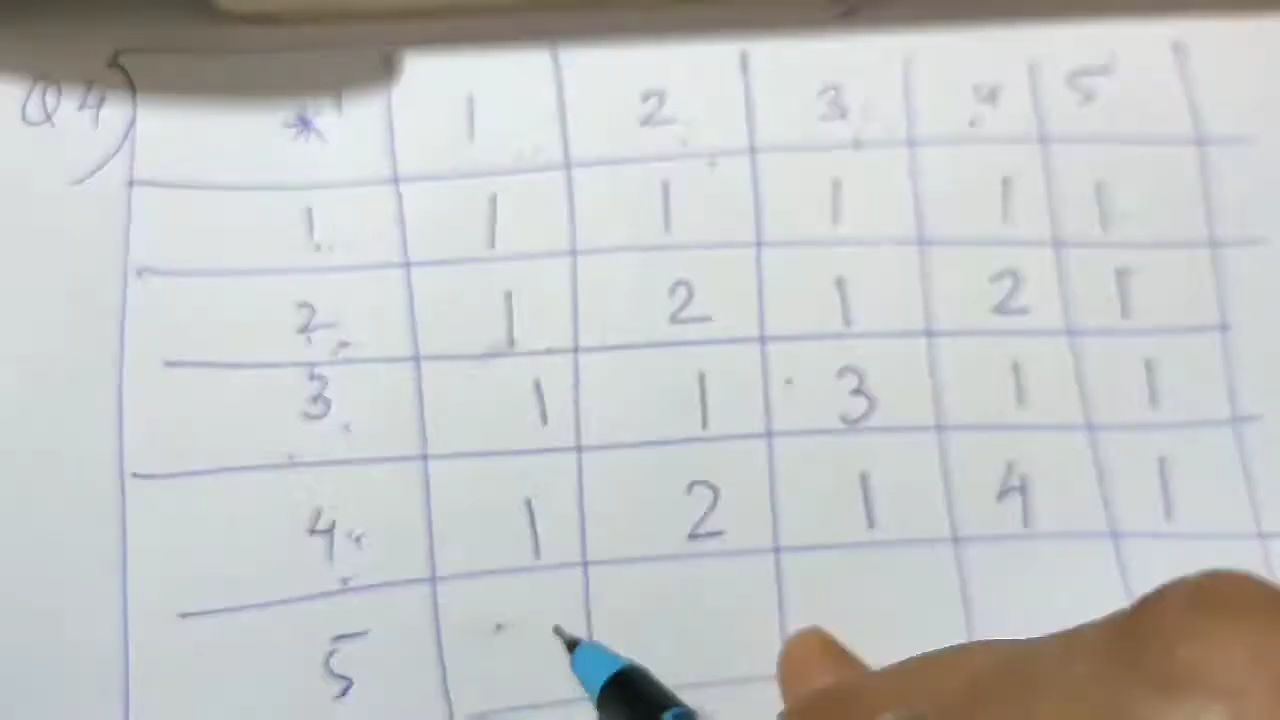 Q4) * 1 2 3 4 5
1 1 1 1 1 1
2 1 2 1 2 1
3 1 1 3 1 1
4 1 2 1 4 1
5